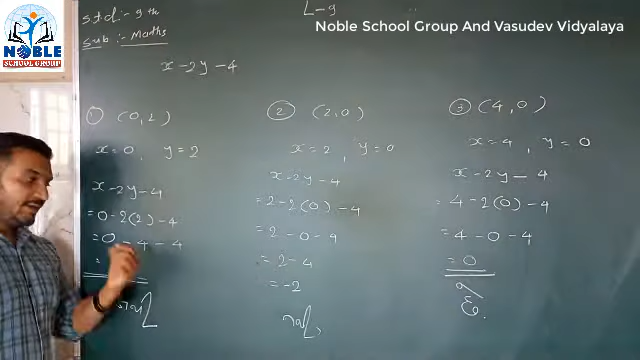 Std :- 9th
L-9
Noble School Group And Vasudev Vidyalaya
NOBLE
SCHOOL GROUP
Sub :- Maths
x - 2y - 4
① (0,2)
x=0, y=2
x-2y-4
=0-2(2)-4
=0-4-4
=
② (2,0)
x=2, y=0
x-2y-4
=2-2(0)-4
=2-0-4
=2-4
=-2
③ (4,0)
x=4, y=0
x-2y-4
=4-2(0)-4
=4-0-4
=0